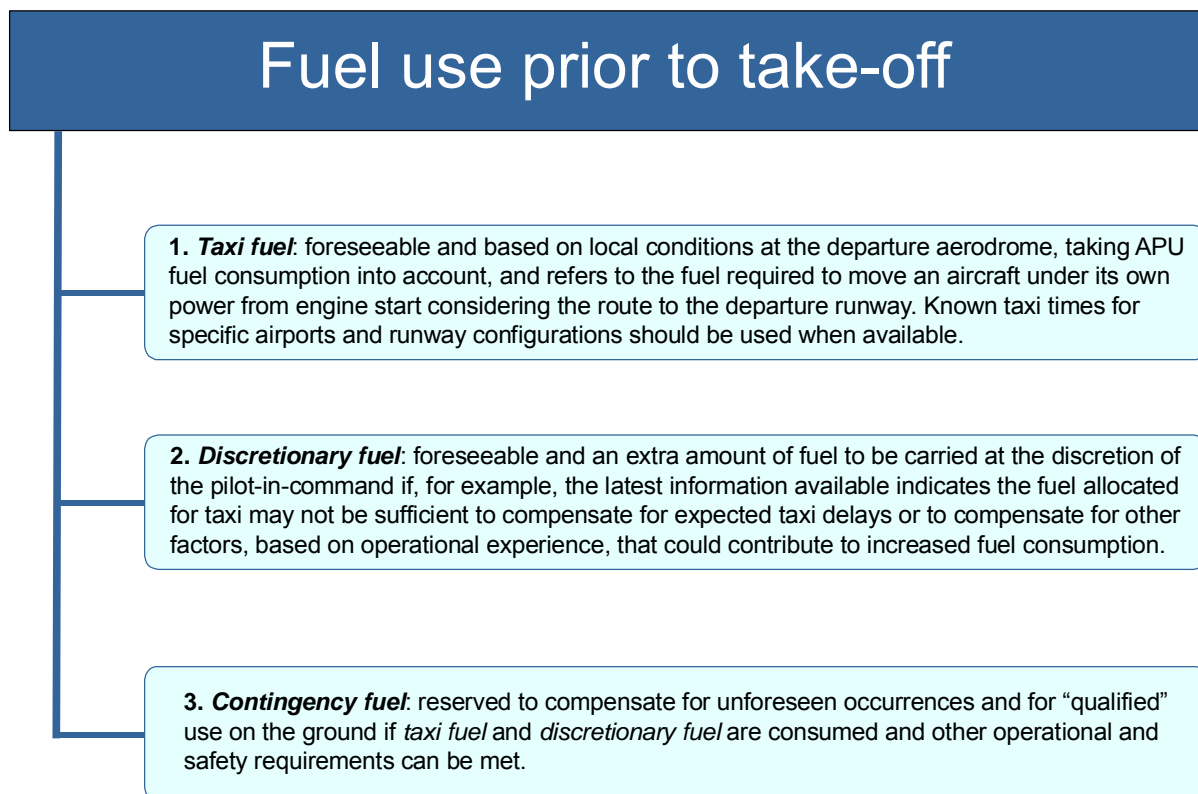 Fuel use prior to take-off
1. Taxi fuel: foreseeable and based on local conditions at the departure aerodrome, taking APU
fuel consumption into account, and refers to the fuel required to move an aircraft under its own
power from engine start considering the route to the departure runway. Known taxi times for
specific airports and runway configurations should be used when available.
2. Discretionary fuel: foreseeable and an extra amount of fuel to be carried at the discretion of
the pilot-in-command if, for example, the latest information available indicates the fuel allocated
for taxi may not be sufficient to compensate for expected taxi delays or to compensate for other
factors, based on operational experience, that could contribute to increased fuel consumption.
3. Contingency fuel: reserved to compensate for unforeseen occurrences and for “qualified”
use on the ground if taxi fuel and discretionary fuel are consumed and other operational and
safety requirements can be met.